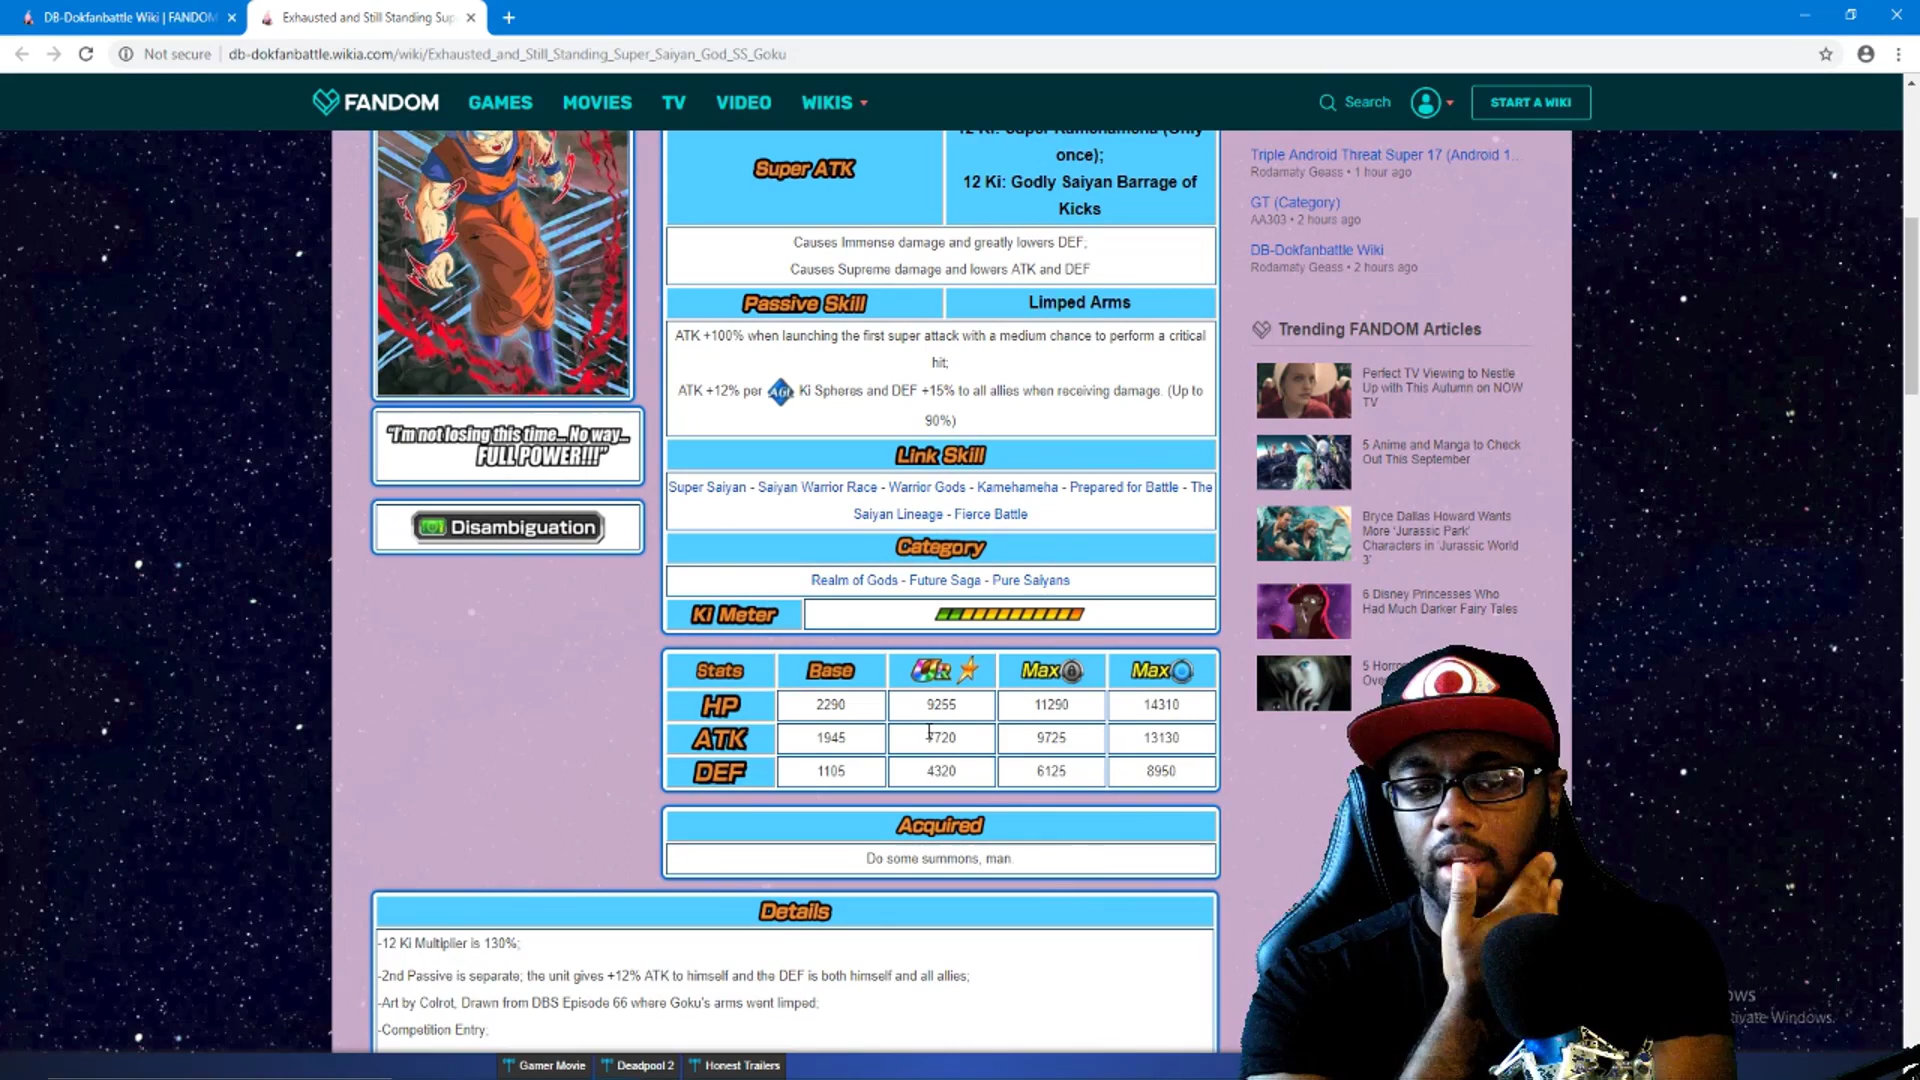 DB-Dokfanbattle Wiki | FANDOM
Exhausted and Still Standing Sup
Not secure
db-dokfanbattle.wikia.com/wiki/Exhausted_and_Still_Standing_Super_Saiyan_God_SS_Goku
FANDOM
GAMES
MOVIES
TV
VIDEO
WIKIS
Search
START A WIKI
Super ATK
12 Ki: Super Kamehameha (Only
once);
12 Ki: Godly Saiyan Barrage of
Kicks
Causes Immense damage and greatly lowers DEF;
Causes Supreme damage and lowers ATK and DEF
Passive Skill
Limped Arms
ATK +100% when launching the first super attack with a medium chance to perform a critical
hit;
ATK +12% per AGL Ki Spheres and DEF +15% to all allies when receiving damage. (Up to
90%)
Link Skill
Super Saiyan - Saiyan Warrior Race - Warrior Gods - Kamehameha - Prepared for Battle - The
Saiyan Lineage - Fierce Battle
Category
Realm of Gods - Future Saga - Pure Saiyans
Ki Meter
"I'm not losing this time... No way...
FULL POWER!!!"
Disambiguation
Stats Base Max Max
HP 2290 9255 11290 14310
ATK 1945 7720 9725 13130
DEF 1105 4320 6125 8950
Acquired
Do some summons, man.
Details
-12 Ki Multiplier is 130%;
-2nd Passive is separate; the unit gives +12% ATK to himself and the DEF is both himself and all allies;
-Art by Colrot, Drawn from DBS Episode 66 where Goku's arms went limped;
-Competition Entry;
Triple Android Threat Super 17 (Android 1...
Rodamaty Geass • 1 hour ago
GT (Category)
AA303 • 2 hours ago
DB-Dokfanbattle Wiki
Rodamaty Geass • 2 hours ago
Trending FANDOM Articles
Perfect TV Viewing to Nestle
Up with This Autumn on NOW
TV
5 Anime and Manga to Check
Out This September
Bryce Dallas Howard Wants
More 'Jurassic Park'
Characters in 'Jurassic World
3'
6 Disney Princesses Who
Had Much Darker Fairy Tales
5
Gamer Movie
Deadpool 2
Honest Trailers
Windows.